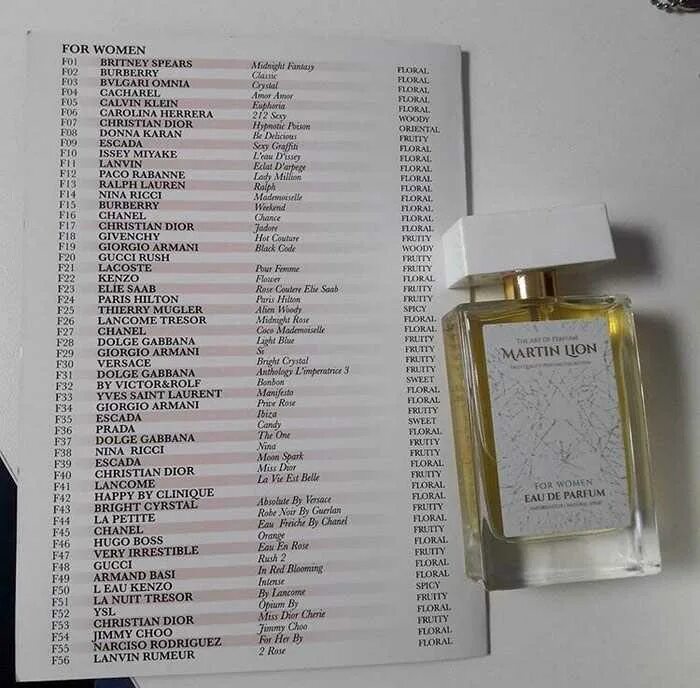 FOR WOMEN
F01 BRITNEY SPEARS Midnight Fantasy FLORAL
F02 BURBERRY Classic FLORAL
F03 BVLGARI OMNIA Crystal FLORAL
F04 CACHAREL Amor Amor FLORAL
F05 CALVIN KLEIN Euphoria FLORAL
F06 CAROLINA HERRERA 212 Sexy WOODY
F07 CHRISTIAN DIOR Hypnotic Poison ORIENTAL
F08 DONNA KARAN Be Delicious FRUITY
F09 ESCADA Sexy Graffiti FLORAL
F10 ISSEY MIYAKE L'eau D'issey FLORAL
F11 LANVIN Eclat D'arpege FLORAL
F12 PACO RABANNE Lady Million FLORAL
F13 RALPH LAUREN Ralph FLORAL
F14 NINA RICCI Mademoiselle FLORAL
F15 BURBERRY Weekend FLORAL
F16 CHANEL Chance FLORAL
F17 CHRISTIAN DIOR Jadore FLORAL
F18 GIVENCHY Hot Couture FRUITY
F19 GIORGIO ARMANI Black Code WOODY
F20 GUCCI RUSH FRUITY
F21 LACOSTE Pour Femme FRUITY
F22 KENZO Flower FLORAL
F23 ELIE SAAB Rose Couture Elie Saab FRUITY
F24 PARIS HILTON Paris Hilton FRUITY
F25 THIERRY MUGLER Alien Woody SPICY
F26 LANCOME TRESOR Midnight Rose FLORAL
F27 CHANEL Coco Mademoiselle FLORAL
F28 DOLGE GABBANA Light Blue FRUITY
F29 GIORGIO ARMANI Si FRUITY
F30 VERSACE Bright Crystal FRUITY
F31 DOLGE GABBANA Anthology L'imperatrice 3 FRUITY
F32 BY VICTOR&ROLF Bonbon SWEET
F33 YVES SAINT LAURENT Manifesto FLORAL
F34 GIORGIO ARMANI Prive Rose FLORAL
F35 ESCADA Ibiza FRUITY
F36 PRADA Candy SWEET
F37 DOLGE GABBANA The One FLORAL
F38 NINA RICCI Nina FRUITY
F39 ESCADA Moon Spark FLORAL
F40 CHRISTIAN DIOR Miss Dior FRUITY
F41 LANCOME La Vie Est Belle FLORAL
F42 HAPPY BY CLINIQUE FLORAL
F43 BRIGHT CYRSTAL Absolute By Versace FRUITY
F44 LA PETITE Robe Noir By Guerlan FLORAL
F45 CHANEL Eau Freiche By Chanel FLORAL
F46 HUGO BOSS Orange FRUITY
F47 VERY IRRESTIBLE Eau En Rose FLORAL
F48 GUCCI Rush 2 FRUITY
F49 ARMAND BASI In Red Blooming FLORAL
F50 L EAU KENZO Intense FLORAL
F51 LA NUIT TRESOR By Lancome SPICY
F52 YSL Opium By FRUITY
F53 CHRISTIAN DIOR Miss Dior Cherie FLORAL
F54 JIMMY CHOO Jimmy Choo FRUITY
F55 NARCISO RODRIGUEZ For Her By FLORAL
F56 LANVIN RUMEUR 2 Rose FLORAL
THE ART OF PERFUME
MARTIN LION
FOR WOMEN
EAU DE PARFUM